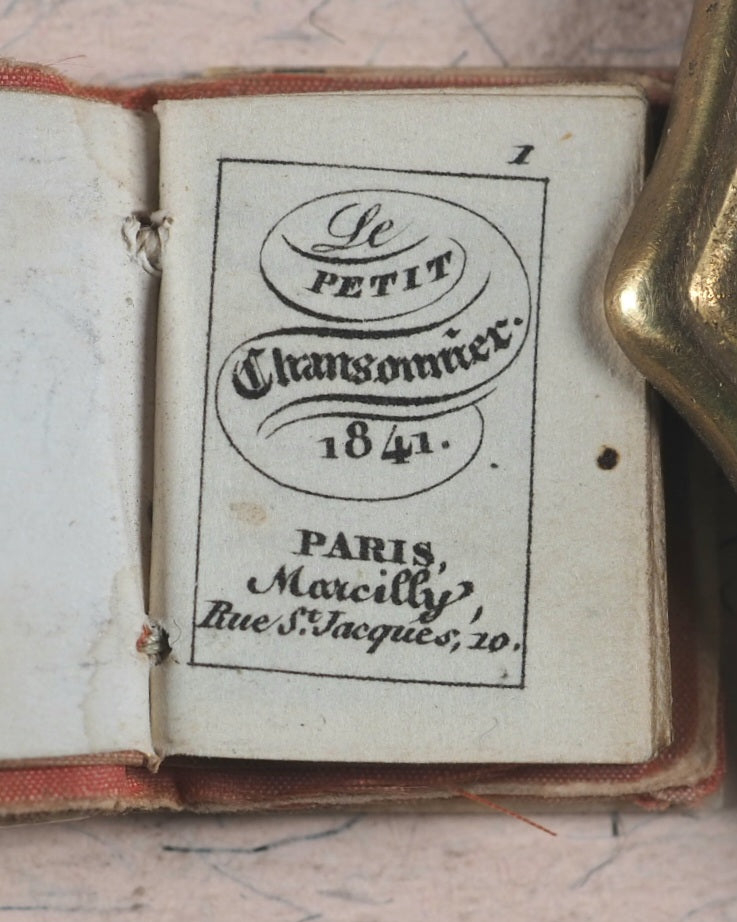 1
Le
PETIT
Chansonnier.
1841.
PARIS,
Marcilly,
Rue St. Jacques, 10.